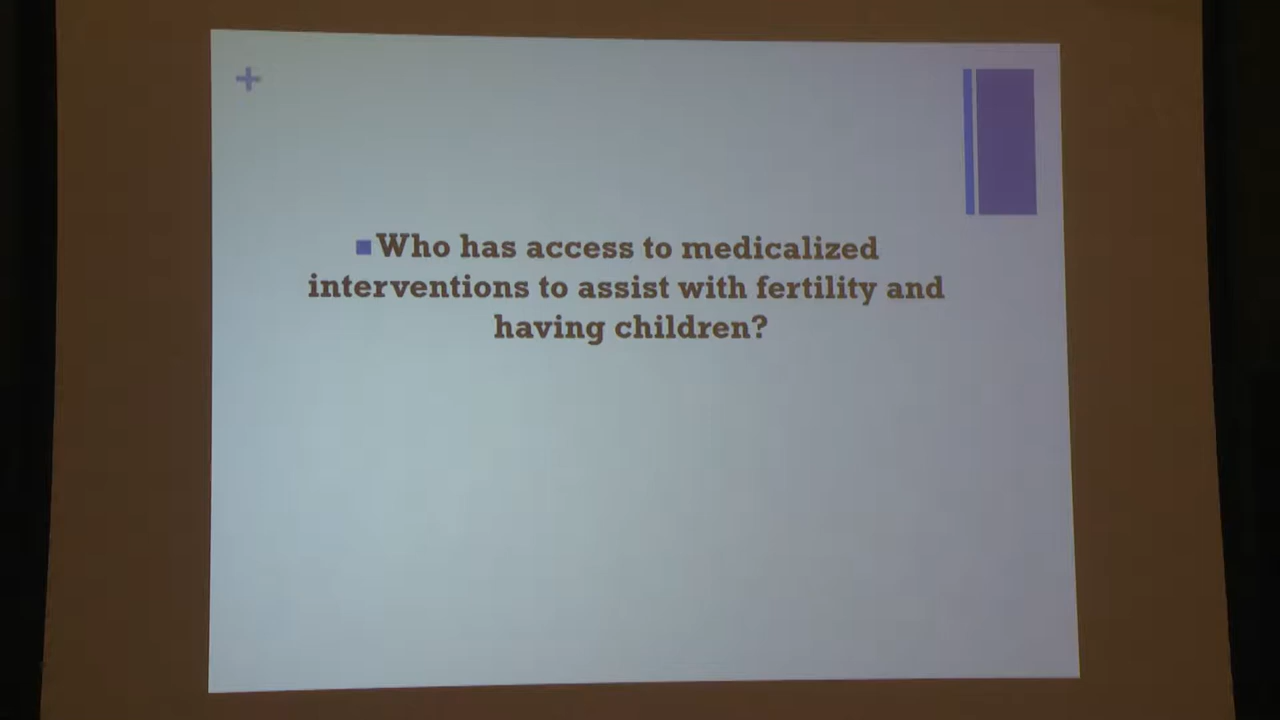 +
Who has access to medicalized
interventions to assist with fertility and
having children?